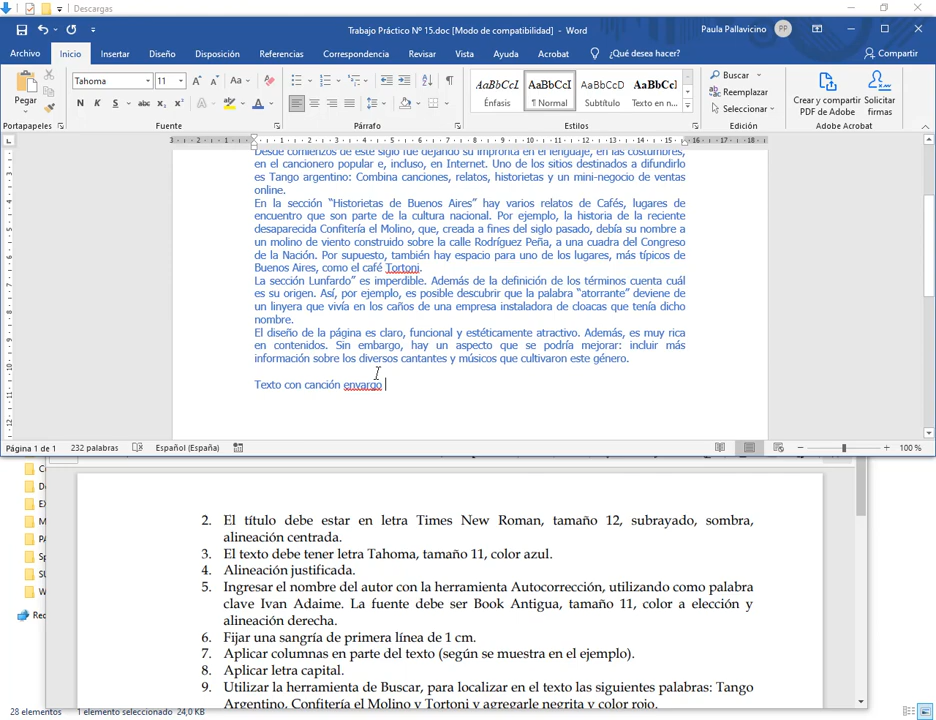 Descargas
Trabajo Práctico Nº 15.doc [Modo de compatibilidad] - Word
Paula Pallavicino
PP
Archivo Inicio Insertar Diseño Disposición Referencias Correspondencia Revisar Vista Ayuda Acrobat ¿Qué desea hacer? Compartir
Pegar
Tahoma 11
N K S abc x₂ x²
AaBbCcI AaBbCcI AaBbCcD AaBbCc
Énfasis ¶ Normal Subtítulo Texto en n...
Buscar
Reemplazar
Seleccionar
Crear y compartir PDF de Adobe
Solicitar firmas
Portapapeles Fuente Párrafo Estilos Edición Adobe Acrobat
Desde comienzos de este siglo fue dejando su impronta en el lenguaje, en las costumbres,
en el cancionero popular e, incluso, en Internet. Uno de los sitios destinados a difundirlo
es Tango argentino: Combina canciones, relatos, historietas y un mini-negocio de ventas
online.
En la sección “Historietas de Buenos Aires” hay varios relatos de Cafés, lugares de
encuentro que son parte de la cultura nacional. Por ejemplo, la historia de la reciente
desaparecida Confitería el Molino, que, creada a fines del siglo pasado, debía su nombre a
un molino de viento construido sobre la calle Rodríguez Peña, a una cuadra del Congreso
de la Nación. Por supuesto, también hay espacio para uno de los lugares, más típicos de
Buenos Aires, como el café Tortoni.
La sección Lunfardo” es imperdible. Además de la definición de los términos cuenta cuál
es su origen. Así, por ejemplo, es posible descubrir que la palabra “atorrante” deviene de
un linyera que vivía en los caños de una empresa instaladora de cloacas que tenía dicho
nombre.
El diseño de la página es claro, funcional y estéticamente atractivo. Además, es muy rica
en contenidos. Sin embargo, hay un aspecto que se podría mejorar: incluir más
información sobre los diversos cantantes y músicos que cultivaron este género.
Texto con canción envargo
Página 1 de 1 232 palabras Español (España) 100 %
2. El título debe estar en letra Times New Roman, tamaño 12, subrayado, sombra,
alineación centrada.
3. El texto debe tener letra Tahoma, tamaño 11, color azul.
4. Alineación justificada.
5. Ingresar el nombre del autor con la herramienta Autocorrección, utilizando como palabra
clave Ivan Adaime. La fuente debe ser Book Antigua, tamaño 11, color a elección y
alineación derecha.
6. Fijar una sangría de primera línea de 1 cm.
7. Aplicar columnas en parte del texto (según se muestra en el ejemplo).
8. Aplicar letra capital.
9. Utilizar la herramienta de Buscar, para localizar en el texto las siguientes palabras: Tango
Argentino, Confitería el Molino y Tortoni y agregarle negrita y color rojo.
28 elementos 1 elemento seleccionado 24,0 KB